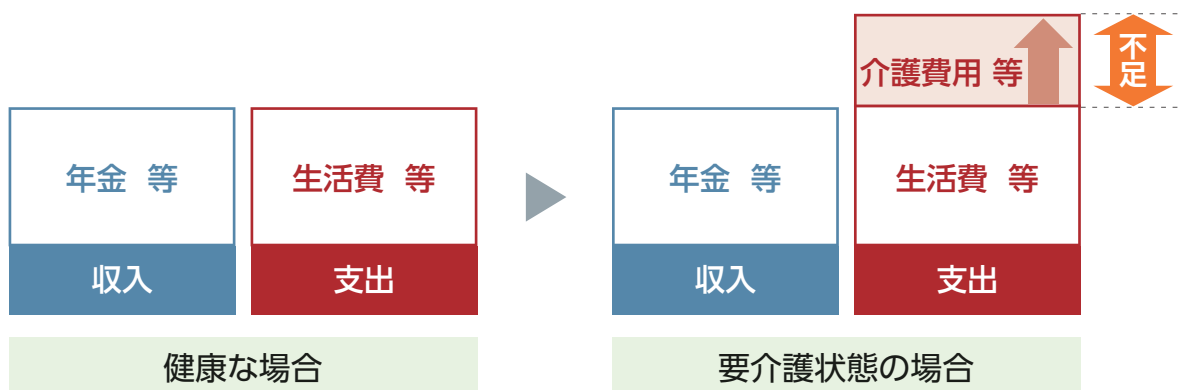 年金 等
生活費 等
収入
支出
健康な場合
介護費用 等
不足
年金 等
生活費 等
収入
支出
要介護状態の場合